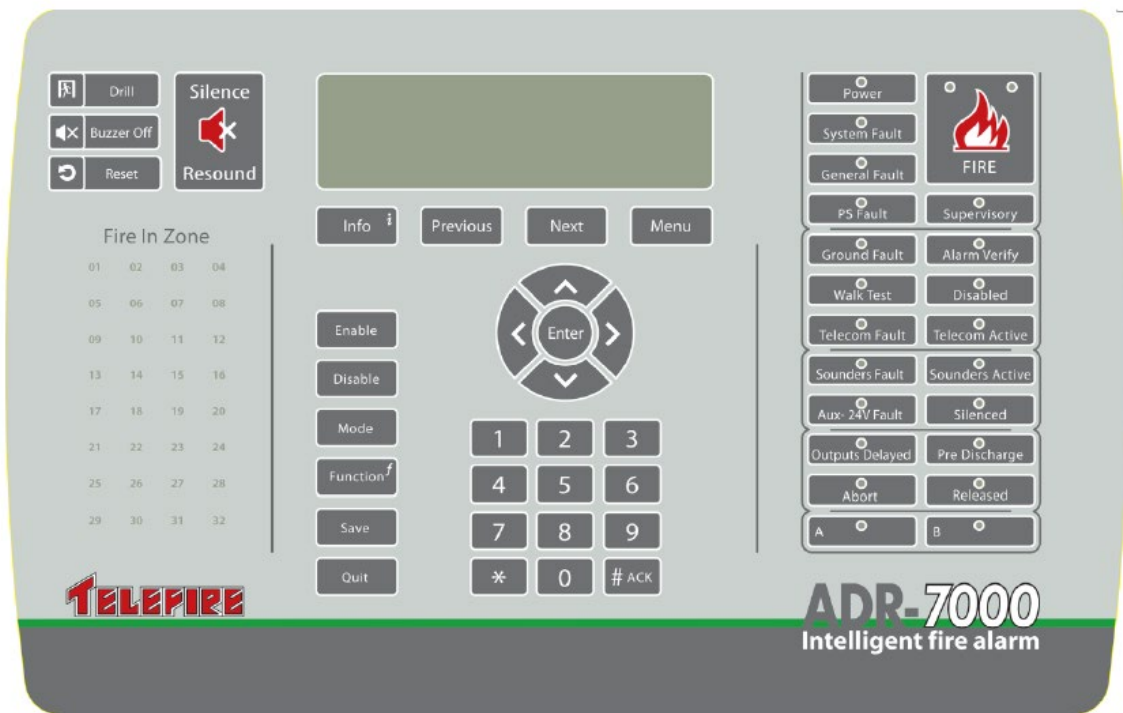 Drill
Buzzer Off
Reset
Silence
Resound
Fire In Zone
01 02 03 04
05 06 07 08
09 10 11 12
13 14 15 16
17 18 19 20
21 22 23 24
25 26 27 28
29 30 31 32
TELEFIRE
Info i
Previous
Next
Menu
Enter
Enable
Disable
Mode
Function f
Save
Quit
1 2 3
4 5 6
7 8 9
* 0 # ACK
Power
FIRE
System Fault
General Fault
PS Fault Supervisory
Ground Fault Alarm Verify
Walk Test Disabled
Telecom Fault Telecom Active
Sounders Fault Sounders Active
Aux- 24V Fault Silenced
Outputs Delayed Pre Discharge
Abort Released
A B
ADR-7000
Intelligent fire alarm